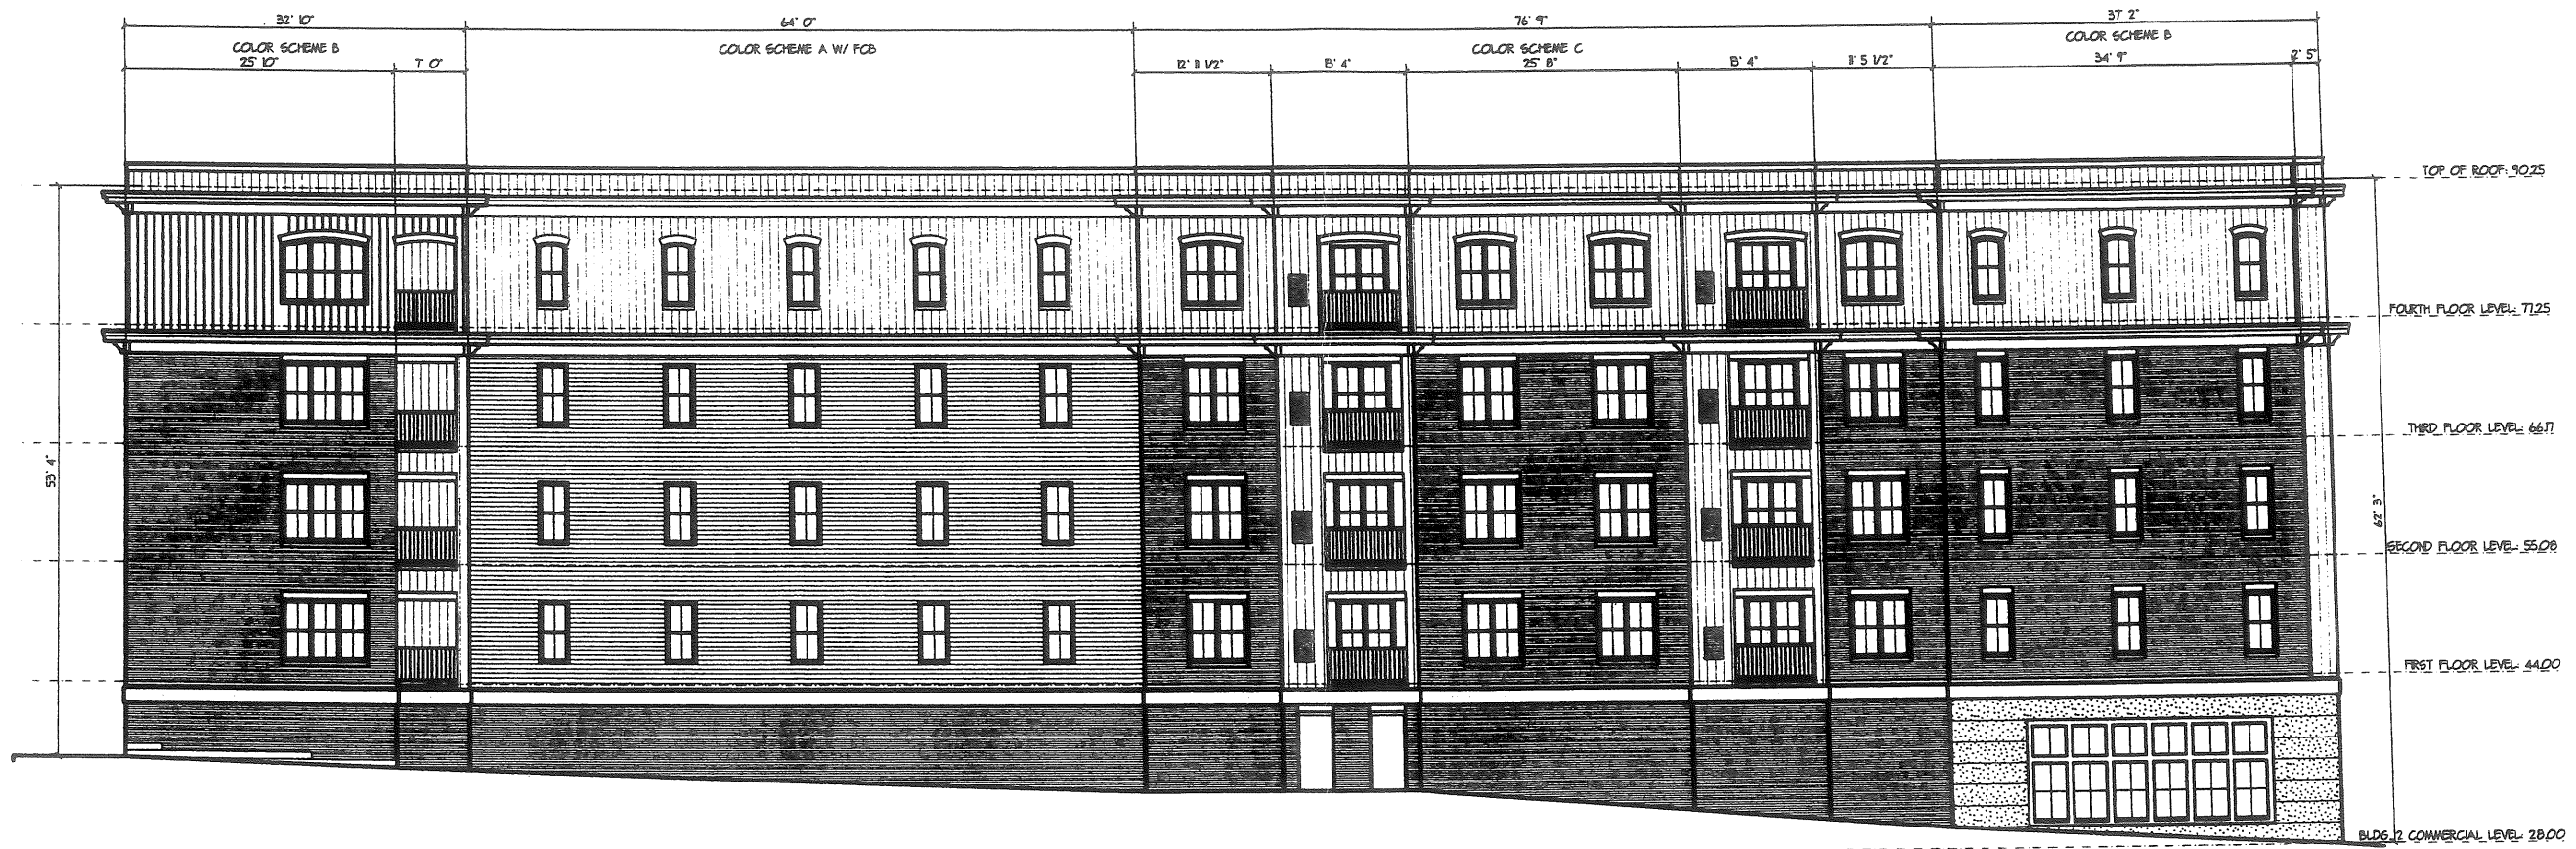 32' 10"
64' 0"
76' 9"
37' 2"
COLOR SCHEME B
COLOR SCHEME A W/ FCB
COLOR SCHEME C
COLOR SCHEME B
25' 10"
7' 0"
12' 11 1/2"
13' 4"
25' 8"
13' 4"
11' 5 1/2"
34' 9"
2' 5"
TOP OF ROOF: 90.25
FOURTH FLOOR LEVEL: 77.25
THIRD FLOOR LEVEL: 66.17
53' 4"
62' 3"
SECOND FLOOR LEVEL: 55.08
FIRST FLOOR LEVEL: 44.00
BLDG. 2 COMMERCIAL LEVEL: 28.00